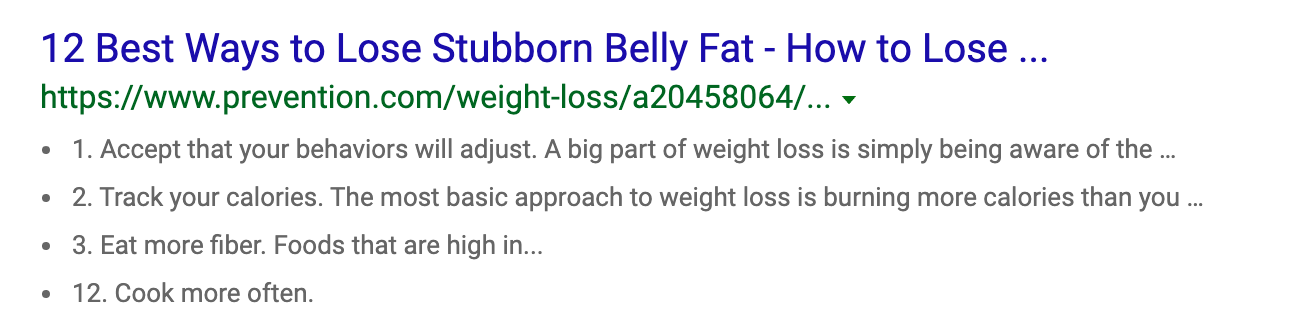 12 Best Ways to Lose Stubborn Belly Fat - How to Lose ...
https://www.prevention.com/weight-loss/a20458064/...
• 1. Accept that your behaviors will adjust. A big part of weight loss is simply being aware of the ...
• 2. Track your calories. The most basic approach to weight loss is burning more calories than you ...
• 3. Eat more fiber. Foods that are high in...
• 12. Cook more often.